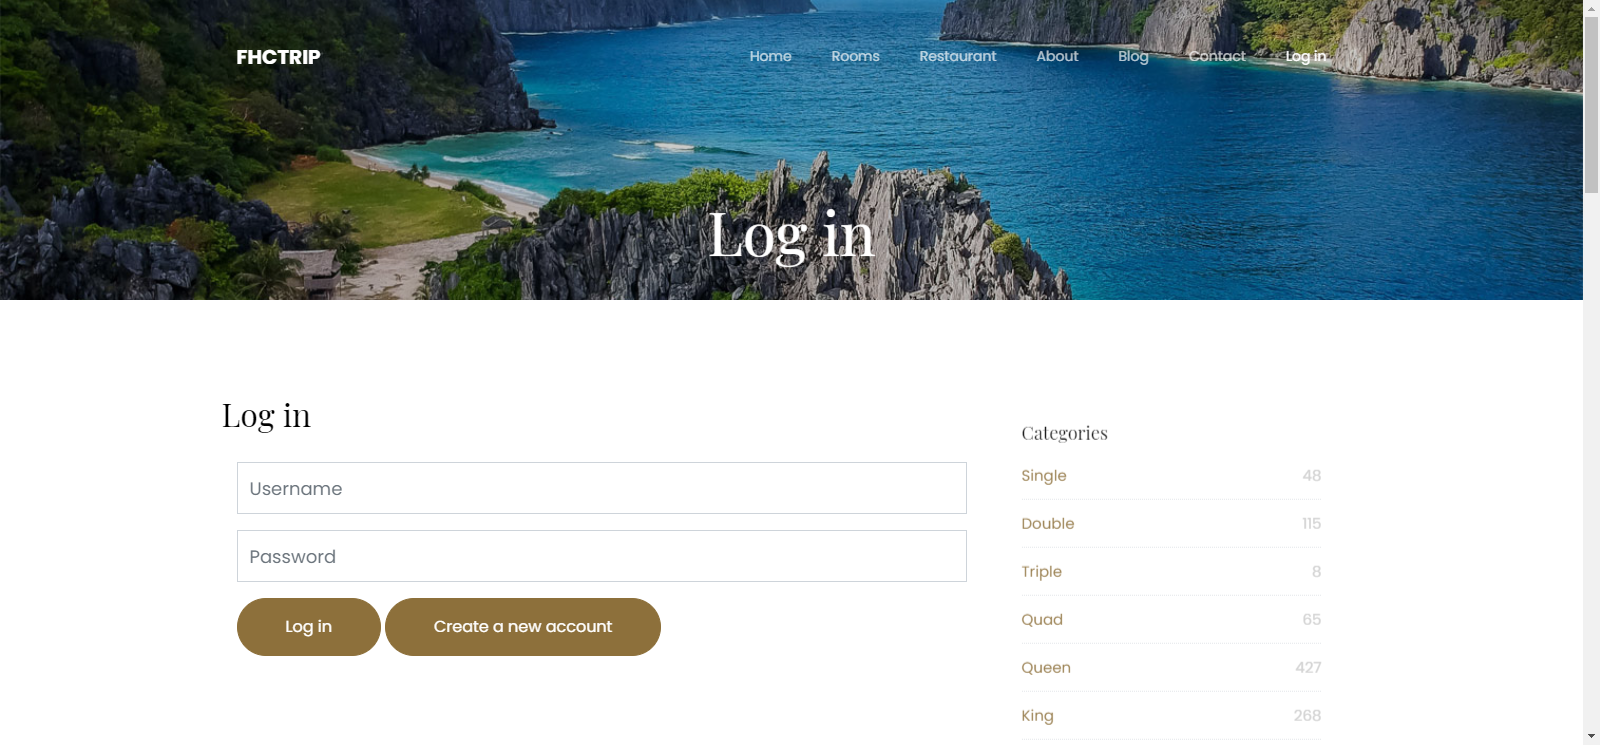 FHCTRIP
Home Rooms Restaurant About Blog Contact Log in
Log in
Log in
Username
Password
Log in Create a new account
Categories
Single 48
Double 115
Triple 8
Quad 65
Queen 427
King 268